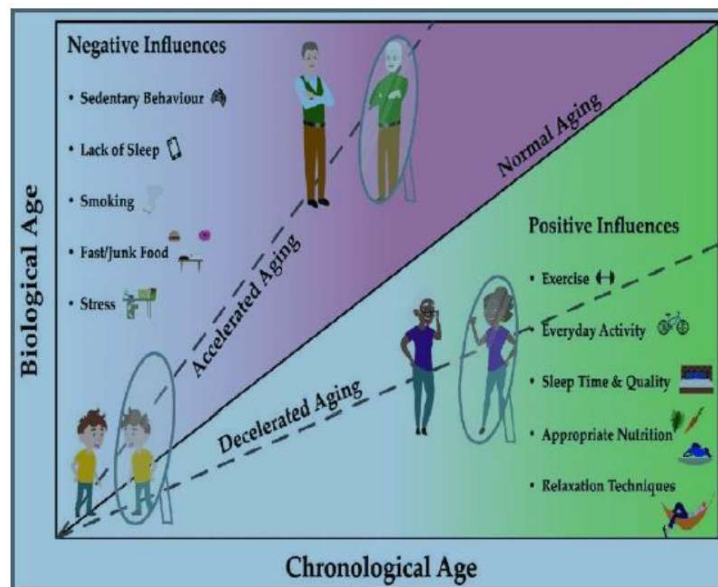 Negative Influences
• Sedentary Behaviour
• Lack of Sleep
• Smoking
• Fast/Junk Food
• Stress
Accelerated Aging
Normal Aging
Decelerated Aging
Positive Influences
• Exercise
• Everyday Activity
• Sleep Time & Quality
• Appropriate Nutrition
• Relaxation Techniques
Biological Age
Chronological Age